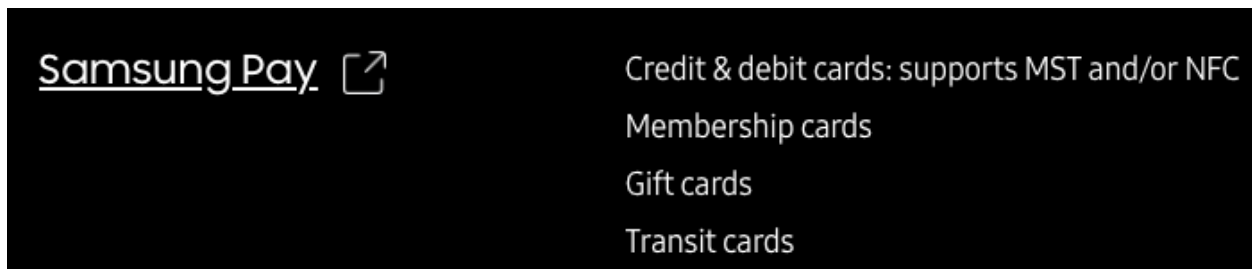 Samsung Pay
Credit & debit cards: supports MST and/or NFC
Membership cards
Gift cards
Transit cards